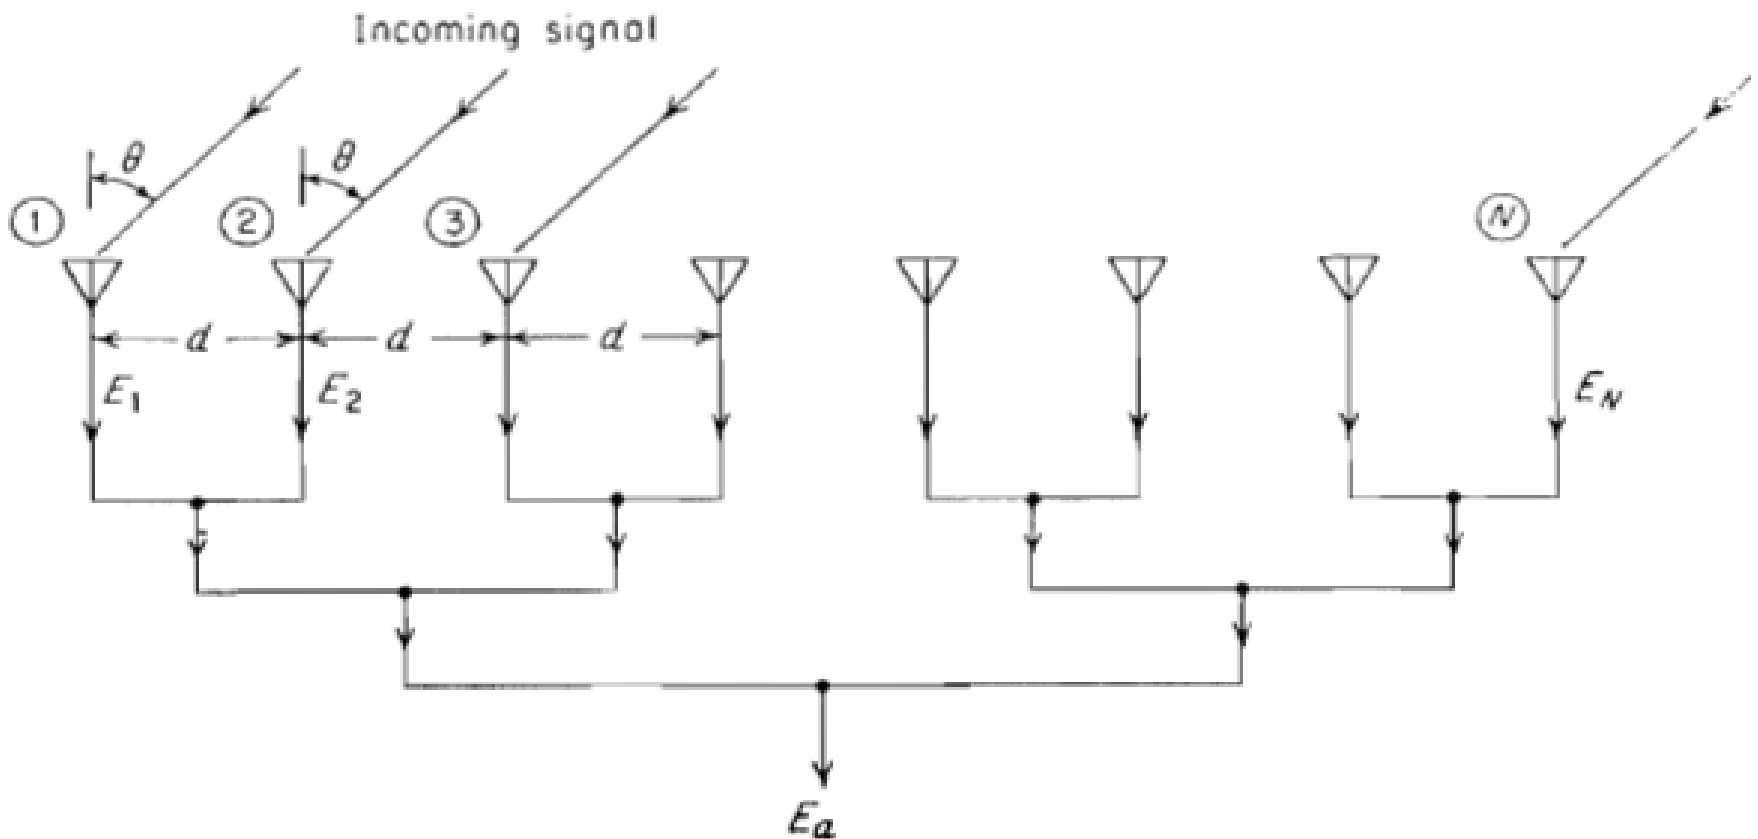 Incoming signal
θ θ
1 2 3 N
d d d
E1 E2 EN
Ea